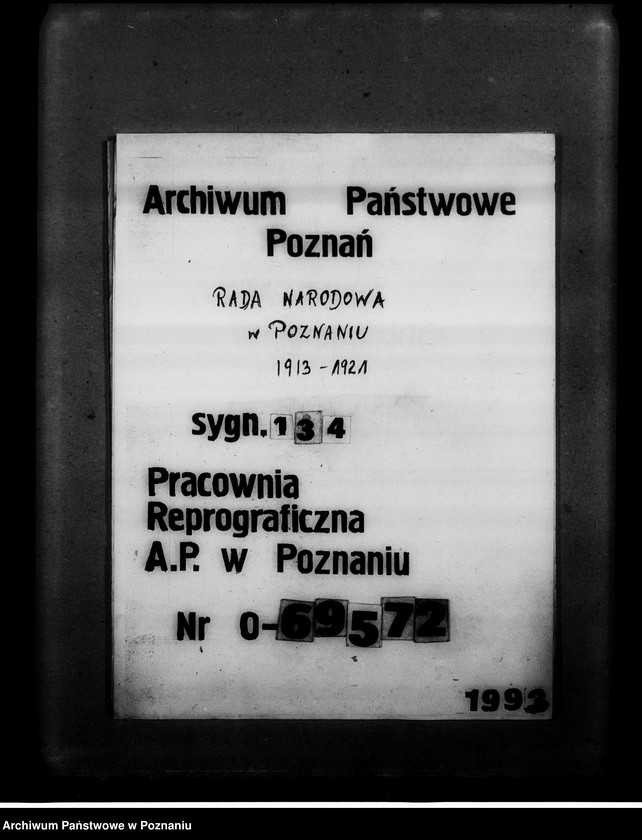 Archiwum Państwowe
Poznań
RADA NARODOWA
w POZNANIU
1913-1921
sygn. 134
Pracownia
Reprograficzna
A.P. w Poznaniu
Nr 0-69572
1993
Archiwum Państwowe w Poznaniu